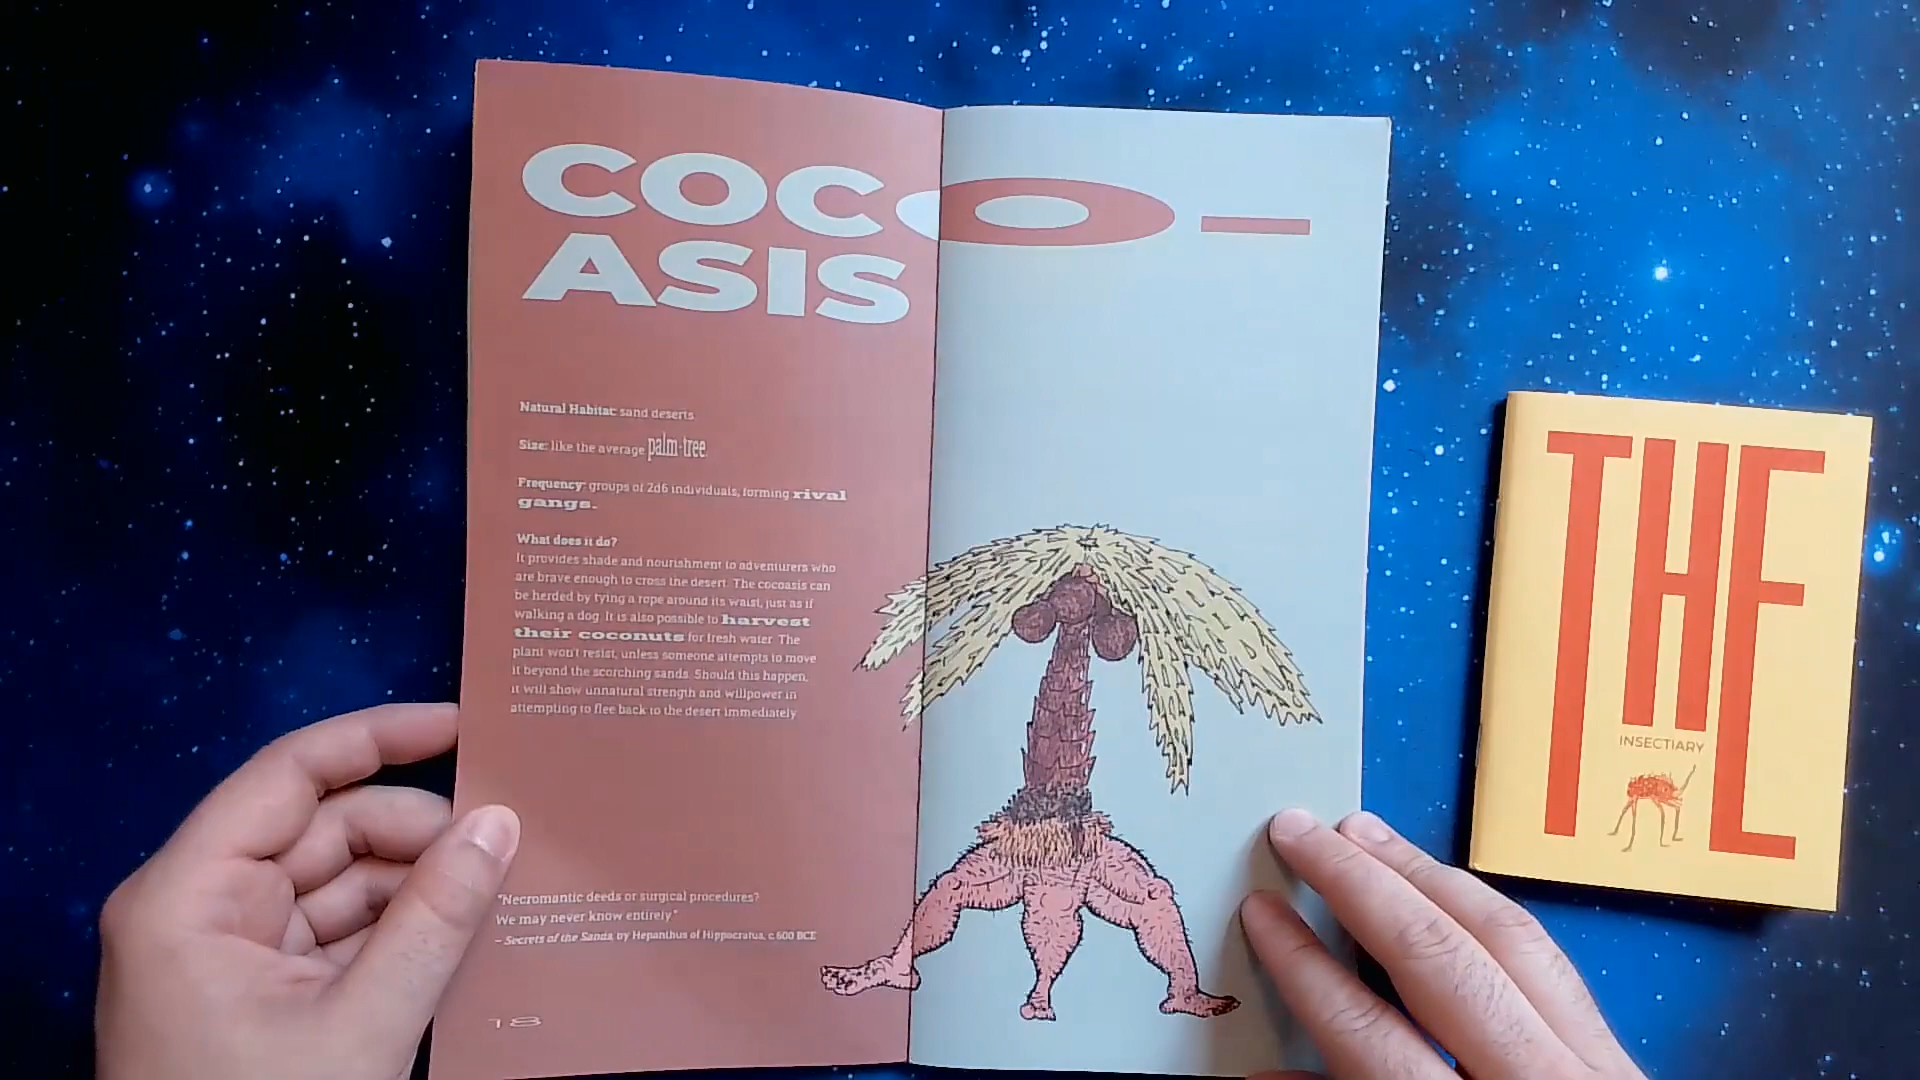 COCO-
ASIS
Natural Habitat: sand deserts
Size: like the average palm-tree.
Frequency: groups of 2d6 individuals, forming rival
gangs.
What does it do?
It provides shade and nourishment to adventurers who
are brave enough to cross the desert. The cocoasis can
be herded by tying a rope around its waist, just as if
walking a dog. It is also possible to harvest
their coconuts for fresh water. The
plant won't resist, unless someone attempts to move
it beyond the scorching sands. Should this happen,
it will show unnatural strength and willpower in
attempting to flee back to the desert immediately.
"Necromantic deeds or surgical procedures?
We may never know entirely."
– Secrets of the Sands, by Hepanthus of Hippocratus, c.600 BCE
18
THE
INSECTIARY